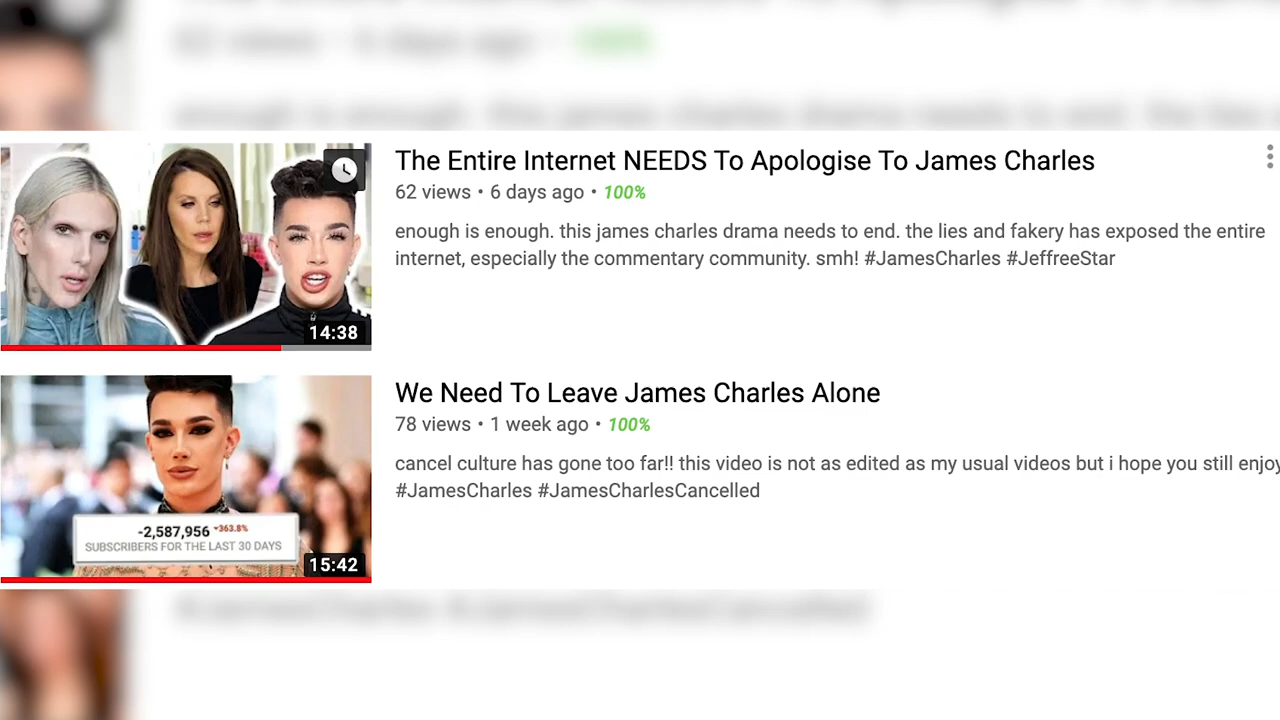 The Entire Internet NEEDS To Apologise To James Charles
62 views • 6 days ago • 100%
enough is enough. this james charles drama needs to end. the lies and fakery has exposed the entire
internet, especially the commentary community. smh! #JamesCharles #JeffreeStar
14:38
We Need To Leave James Charles Alone
78 views • 1 week ago • 100%
cancel culture has gone too far!! this video is not as edited as my usual videos but i hope you still enjoy
#JamesCharles #JamesCharlesCancelled
-2,587,956 ▾363.8%
SUBSCRIBERS FOR THE LAST 30 DAYS
15:42